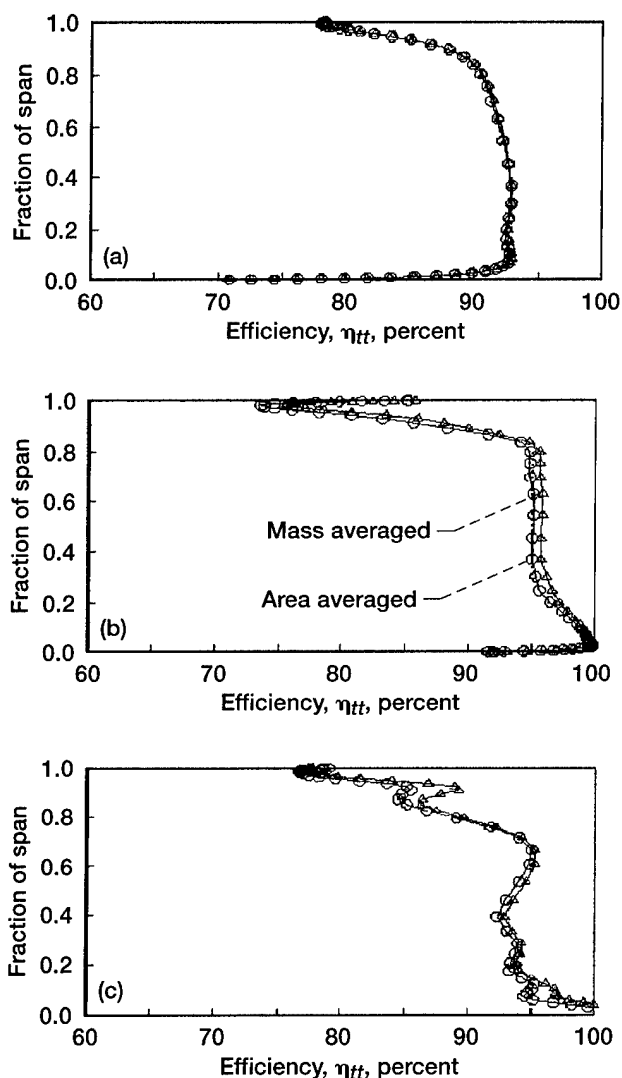 1.0
0.8
0.6
0.4
0.2
0.0
Fraction of span
(a)
60 70 80 90 100
Efficiency, ηtt, percent
1.0
0.8
0.6
0.4
0.2
0.0
Fraction of span
Mass averaged
Area averaged
(b)
60 70 80 90 100
Efficiency, ηtt, percent
1.0
0.8
0.6
0.4
0.2
0.0
Fraction of span
(c)
60 70 80 90 100
Efficiency, ηtt, percent